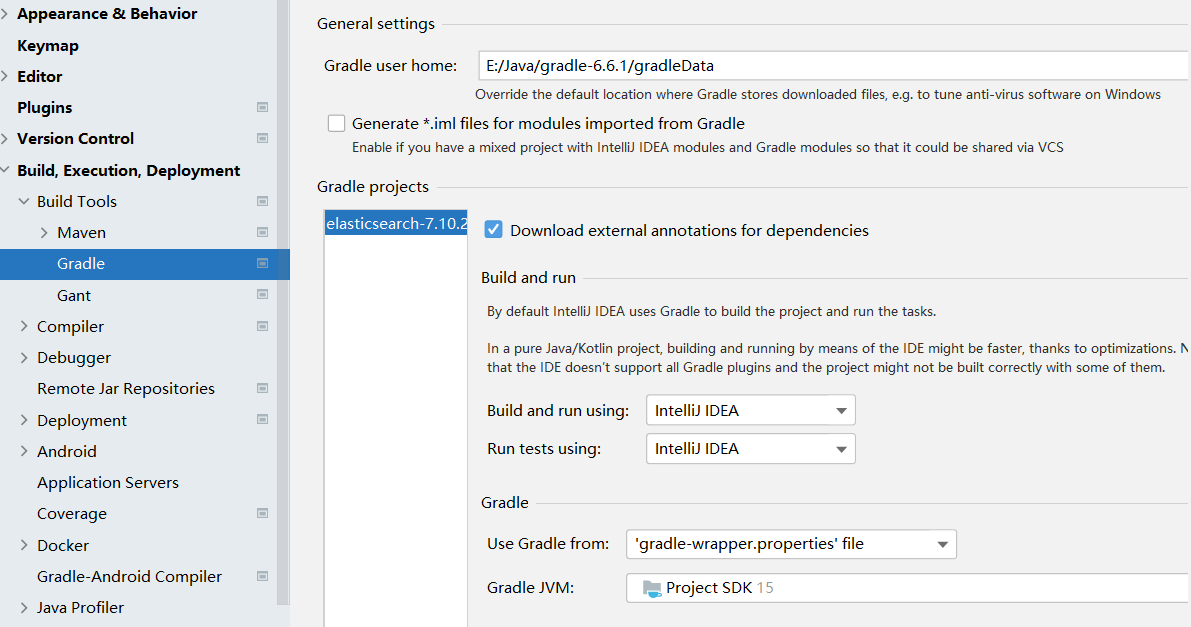 Appearance & Behavior
Keymap
Editor
Plugins
Version Control
Build, Execution, Deployment
Build Tools
Maven
Gradle
Gant
Compiler
Debugger
Remote Jar Repositories
Deployment
Android
Application Servers
Coverage
Docker
Gradle-Android Compiler
Java Profiler
General settings
Gradle user home: E:/Java/gradle-6.6.1/gradleData
Override the default location where Gradle stores downloaded files, e.g. to tune anti-virus software on Windows
Generate *.iml files for modules imported from Gradle
Enable if you have a mixed project with IntelliJ IDEA modules and Gradle modules so that it could be shared via VCS
Gradle projects
elasticsearch-7.10.2
Download external annotations for dependencies
Build and run
By default IntelliJ IDEA uses Gradle to build the project and run the tasks.
In a pure Java/Kotlin project, building and running by means of the IDE might be faster, thanks to optimizations. N
that the IDE doesn't support all Gradle plugins and the project might not be built correctly with some of them.
Build and run using: IntelliJ IDEA
Run tests using: IntelliJ IDEA
Gradle
Use Gradle from: 'gradle-wrapper.properties' file
Gradle JVM: Project SDK 15